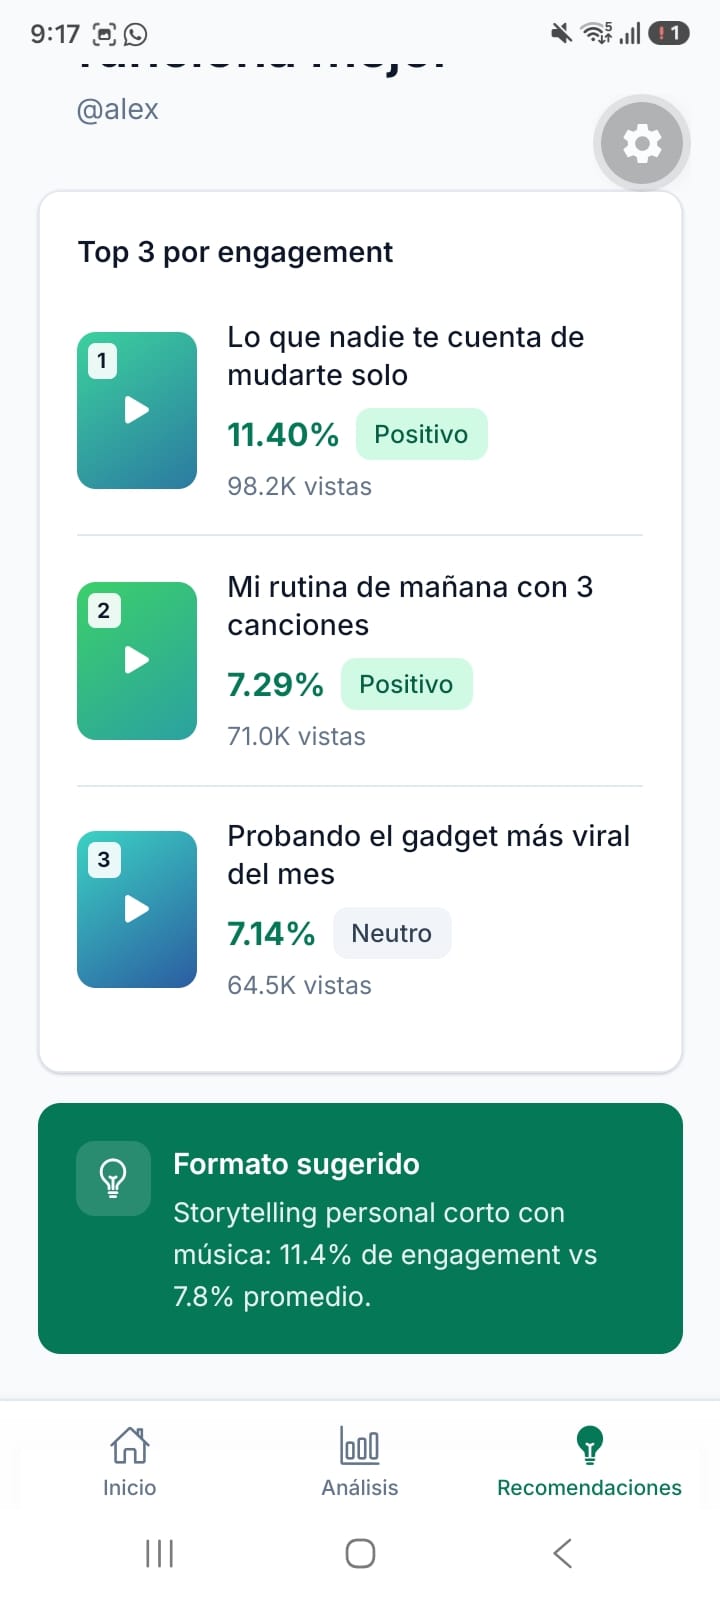 9:17
5
! 1
@alex
Top 3 por engagement
1
Lo que nadie te cuenta de
mudarte solo
11.40%
Positivo
98.2K vistas
2
Mi rutina de mañana con 3
canciones
7.29%
Positivo
71.0K vistas
3
Probando el gadget más viral
del mes
7.14%
Neutro
64.5K vistas
Formato sugerido
Storytelling personal corto con
música: 11.4% de engagement vs
7.8% promedio.
Inicio
Análisis
Recomendaciones